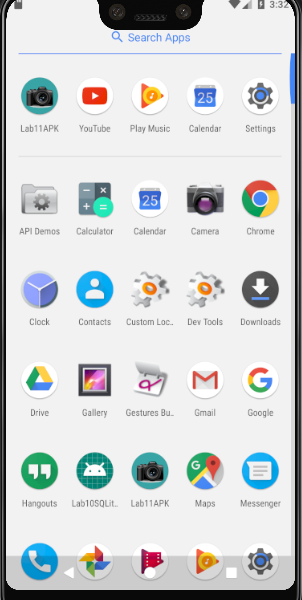 3:32
Search Apps
Lab11APK YouTube Play Music Calendar Settings
25
API Demos Calculator Calendar Camera Chrome
25
Clock Contacts Custom Loc.. Dev Tools Downloads
Drive Gallery Gestures Bu.. Gmail Google
Hangouts Lab10SQLit.. Lab11APK Maps Messenger